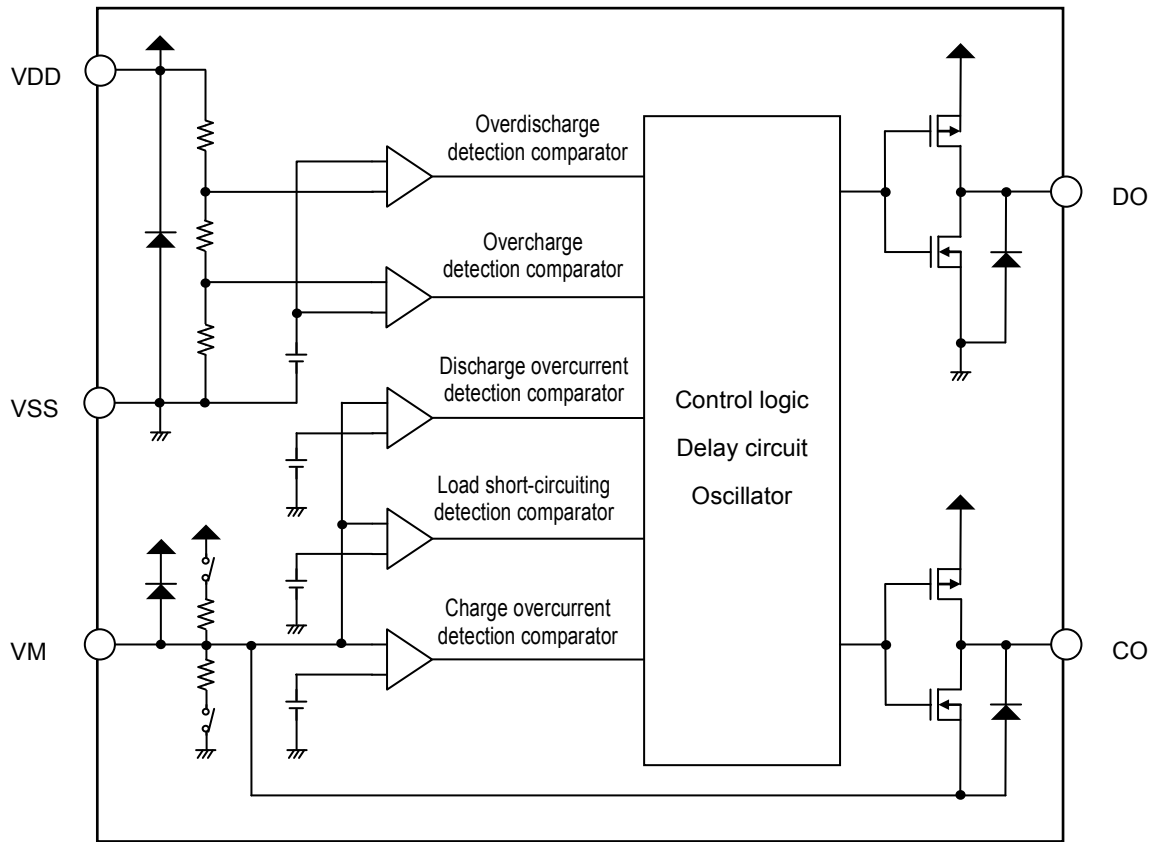 VDD
Overdischarge
detection comparator
DO
Overcharge
detection comparator
Discharge overcurrent
detection comparator
VSS
Control logic
Delay circuit
Oscillator
Load short-circuiting
detection comparator
Charge overcurrent
detection comparator
VM
CO